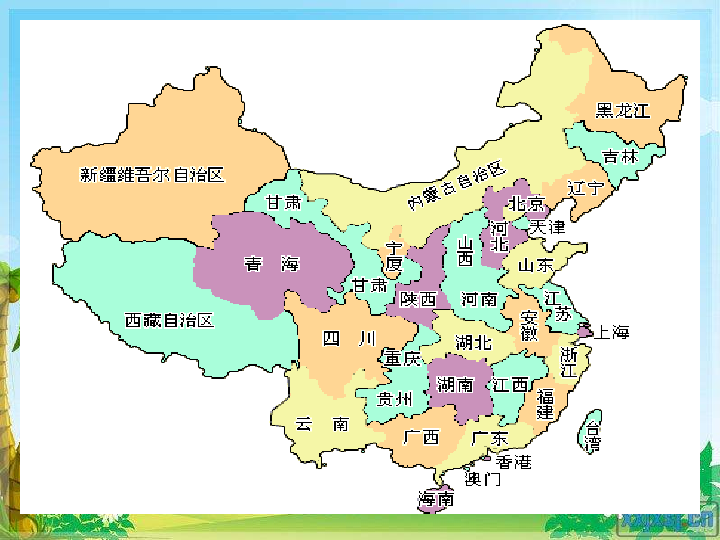 黑龙江
吉林
辽宁
内蒙古自治区
新疆维吾尔自治区
甘肃
北京
天津
河北
山西
宁夏
青 海
山东
甘肃
陕西
河南
江苏
西藏自治区
安徽
四 川
上海
湖北
重庆
浙江
湖南
江西
贵州
福建
云 南
广西
广东
台湾
香港
澳门
海南